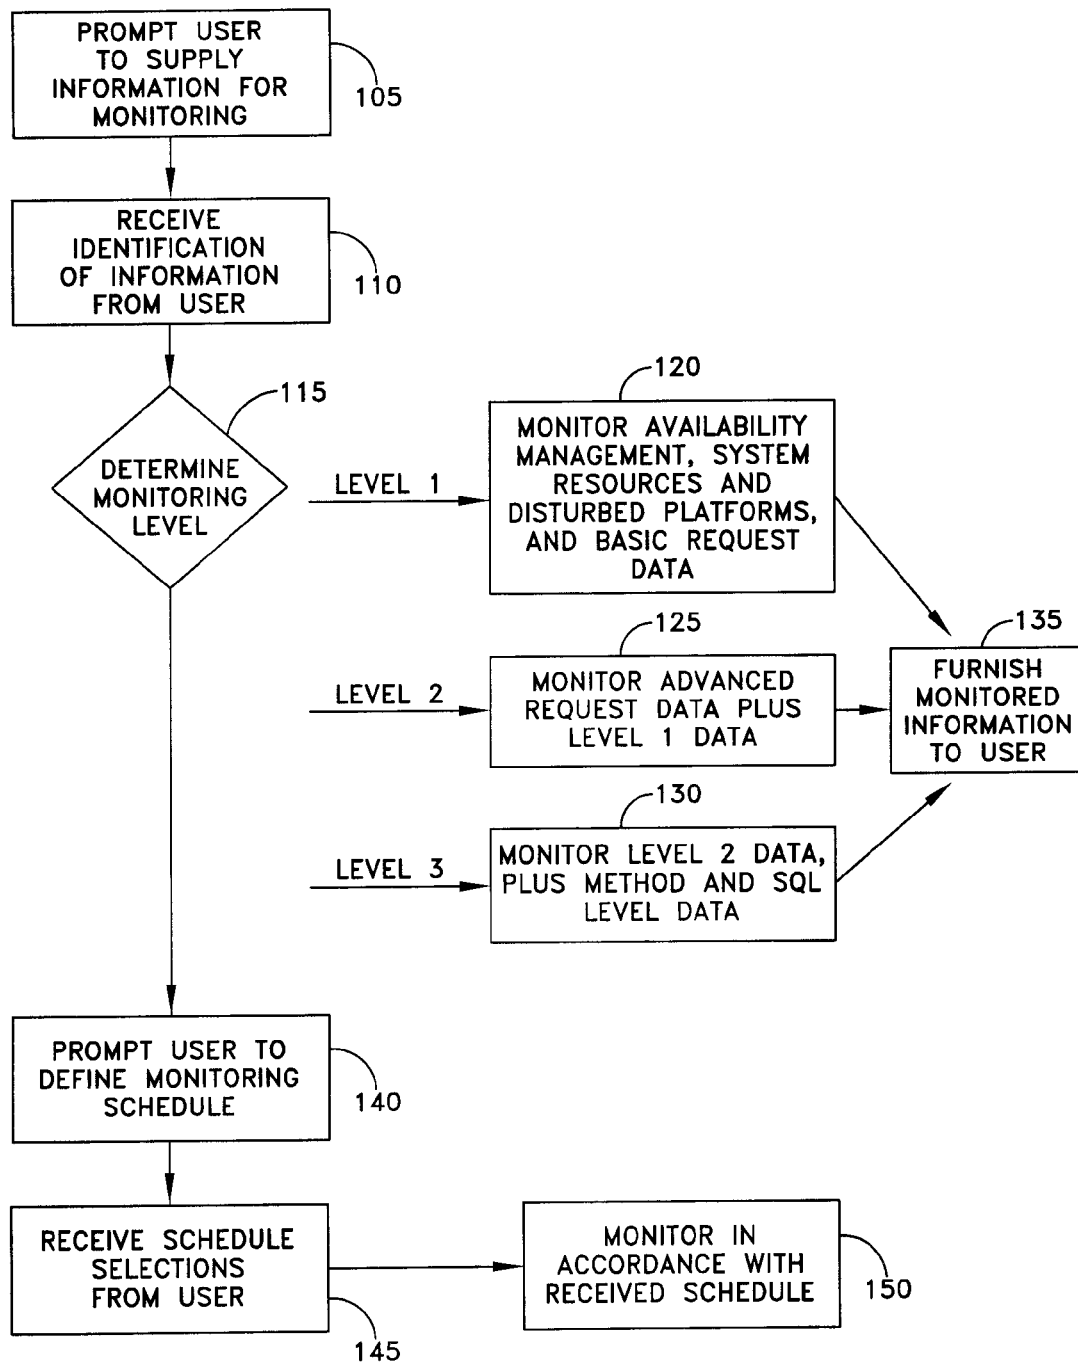 PROMPT USER
TO SUPPLY
INFORMATION FOR
MONITORING
105
RECEIVE
IDENTIFICATION
OF INFORMATION
FROM USER
110
115
DETERMINE
MONITORING
LEVEL
LEVEL 1
120
MONITOR AVAILABILITY
MANAGEMENT, SYSTEM
RESOURCES AND
DISTURBED PLATFORMS,
AND BASIC REQUEST
DATA
LEVEL 2
125
MONITOR ADVANCED
REQUEST DATA PLUS
LEVEL 1 DATA
135
FURNISH
MONITORED
INFORMATION
TO USER
LEVEL 3
130
MONITOR LEVEL 2 DATA,
PLUS METHOD AND SQL
LEVEL DATA
PROMPT USER TO
DEFINE MONITORING
SCHEDULE
140
RECEIVE SCHEDULE
SELECTIONS
FROM USER
145
MONITOR IN
ACCORDANCE WITH
RECEIVED SCHEDULE
150